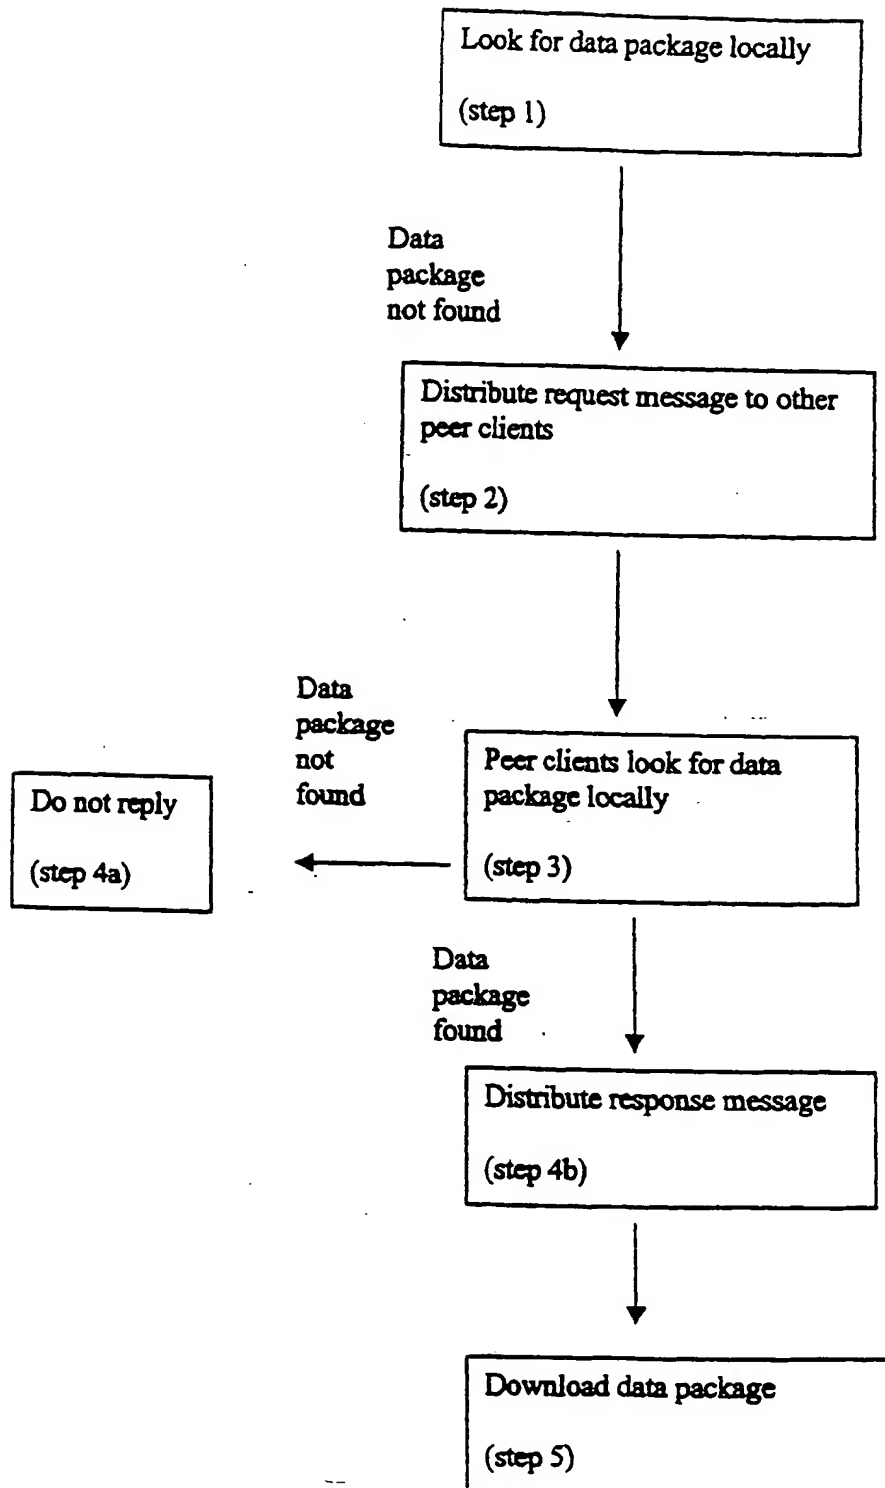 Look for data package locally
(step 1)
Data
package
not found
Distribute request message to other
peer clients
(step 2)
Data
package
not
found
Peer clients look for data
package locally
(step 3)
Do not reply
(step 4a)
Data
package
found
Distribute response message
(step 4b)
Download data package
(step 5)